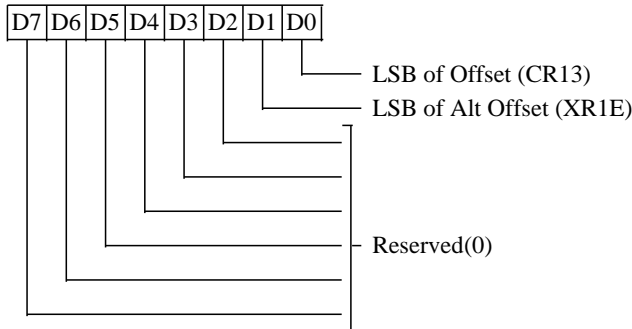 D7 D6 D5 D4 D3 D2 D1 D0
LSB of Offset (CR13)
LSB of Alt Offset (XR1E)
Reserved(0)